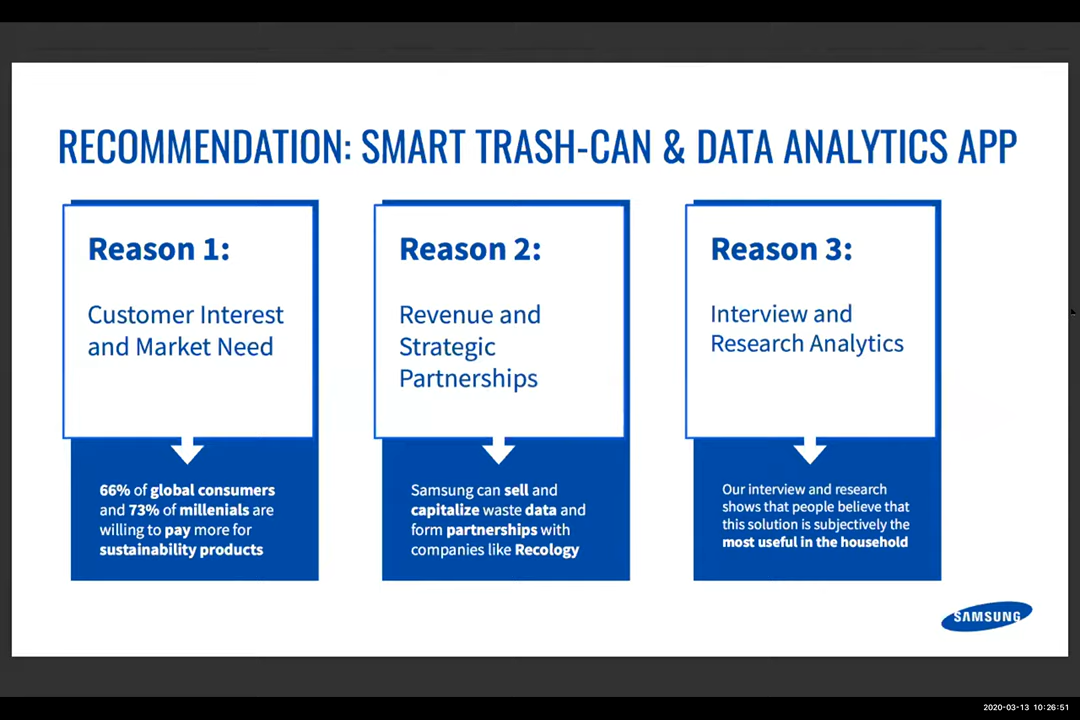 RECOMMENDATION: SMART TRASH-CAN & DATA ANALYTICS APP
Reason 1:
Customer Interest
and Market Need
66% of global consumers
and 73% of millenials are
willing to pay more for
sustainability products
Reason 2:
Revenue and
Strategic
Partnerships
Samsung can sell and
capitalize waste data and
form partnerships with
companies like Recology
Reason 3:
Interview and
Research Analytics
Our interview and research
shows that people believe that
this solution is subjectively the
most useful in the household
SAMSUNG
2020-03-13 10:26:51